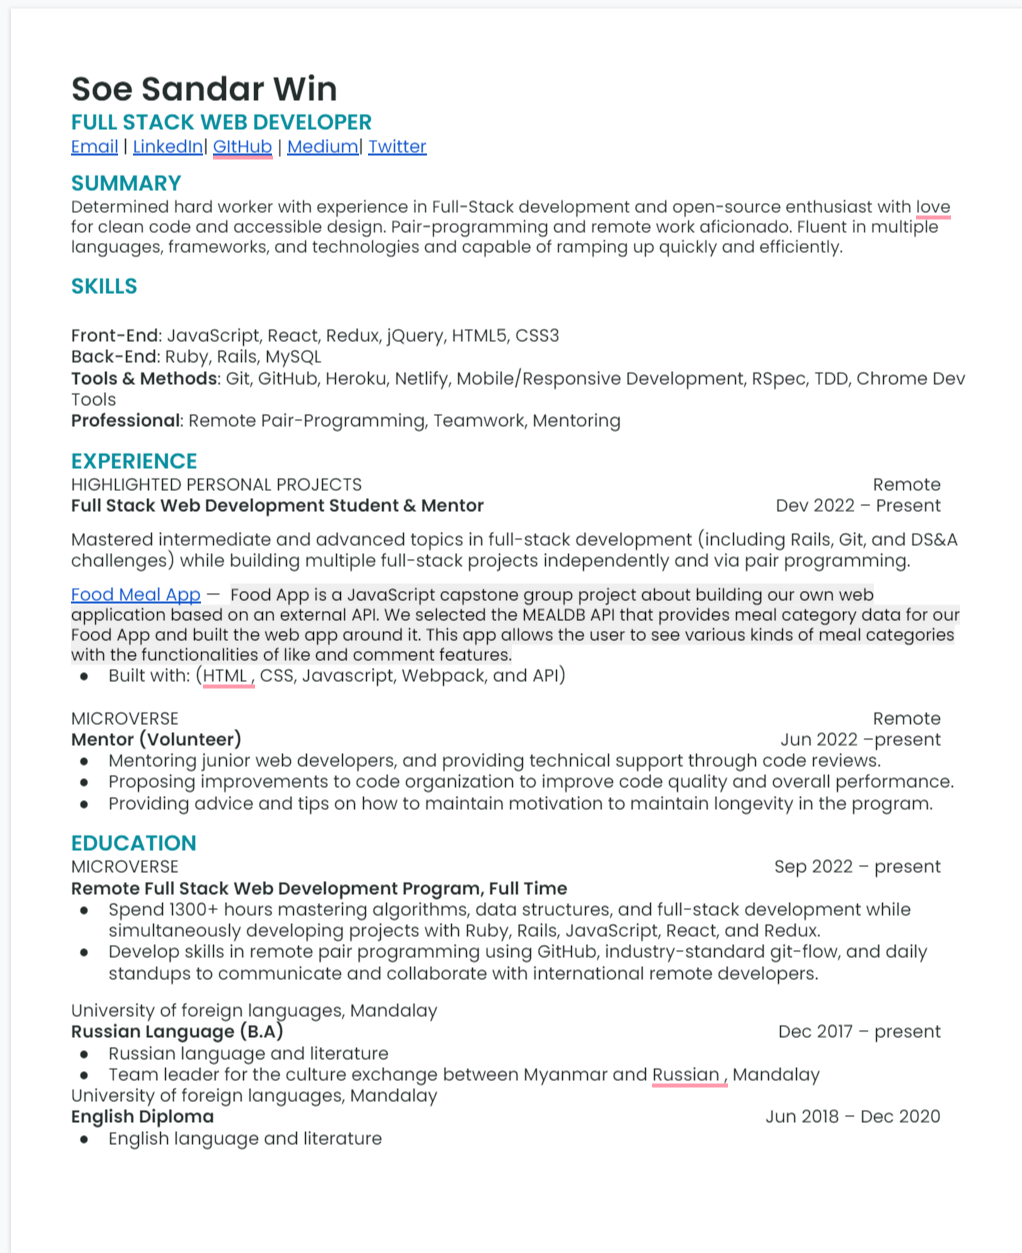 Soe Sandar Win
FULL STACK WEB DEVELOPER
Email | LinkedIn| GItHub | Medium| Twitter
SUMMARY
Determined hard worker with experience in Full-Stack development and open-source enthusiast with love
for clean code and accessible design. Pair-programming and remote work aficionado. Fluent in multiple
languages, frameworks, and technologies and capable of ramping up quickly and efficiently.
SKILLS
Front-End: JavaScript, React, Redux, jQuery, HTML5, CSS3
Back-End: Ruby, Rails, MySQL
Tools & Methods: Git, GitHub, Heroku, Netlify, Mobile/Responsive Development, RSpec, TDD, Chrome Dev
Tools
Professional: Remote Pair-Programming, Teamwork, Mentoring
EXPERIENCE
HIGHLIGHTED PERSONAL PROJECTS Remote
Full Stack Web Development Student & Mentor Dev 2022 – Present
Mastered intermediate and advanced topics in full-stack development (including Rails, Git, and DS&A
challenges) while building multiple full-stack projects independently and via pair programming.
Food Meal App — Food App is a JavaScript capstone group project about building our own web
application based on an external API. We selected the MEALDB API that provides meal category data for our
Food App and built the web app around it. This app allows the user to see various kinds of meal categories
with the functionalities of like and comment features.
● Built with: (HTML , CSS, Javascript, Webpack, and API)
MICROVERSE Remote
Mentor (Volunteer) Jun 2022 –present
● Mentoring junior web developers, and providing technical support through code reviews.
● Proposing improvements to code organization to improve code quality and overall performance.
● Providing advice and tips on how to maintain motivation to maintain longevity in the program.
EDUCATION
MICROVERSE Sep 2022 – present
Remote Full Stack Web Development Program, Full Time
● Spend 1300+ hours mastering algorithms, data structures, and full-stack development while
simultaneously developing projects with Ruby, Rails, JavaScript, React, and Redux.
● Develop skills in remote pair programming using GitHub, industry-standard git-flow, and daily
standups to communicate and collaborate with international remote developers.
University of foreign languages, Mandalay
Russian Language (B.A) Dec 2017 – present
● Russian language and literature
● Team leader for the culture exchange between Myanmar and Russian , Mandalay
University of foreign languages, Mandalay
English Diploma Jun 2018 – Dec 2020
● English language and literature